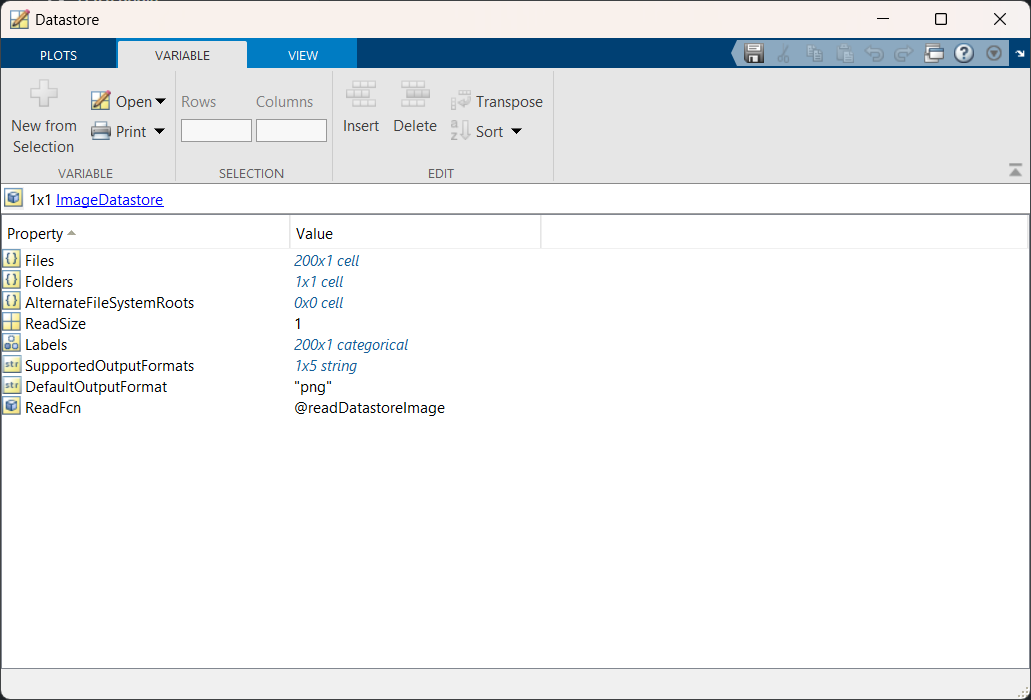 Datastore
PLOTS VARIABLE VIEW
New from Selection
Open
Print
VARIABLE
Rows Columns
SELECTION
Insert Delete
Transpose
Sort
EDIT
1x1 ImageDatastore
Property Value
Files 200x1 cell
Folders 1x1 cell
AlternateFileSystemRoots 0x0 cell
ReadSize 1
Labels 200x1 categorical
str SupportedOutputFormats 1x5 string
str DefaultOutputFormat "png"
ReadFcn @readDatastoreImage